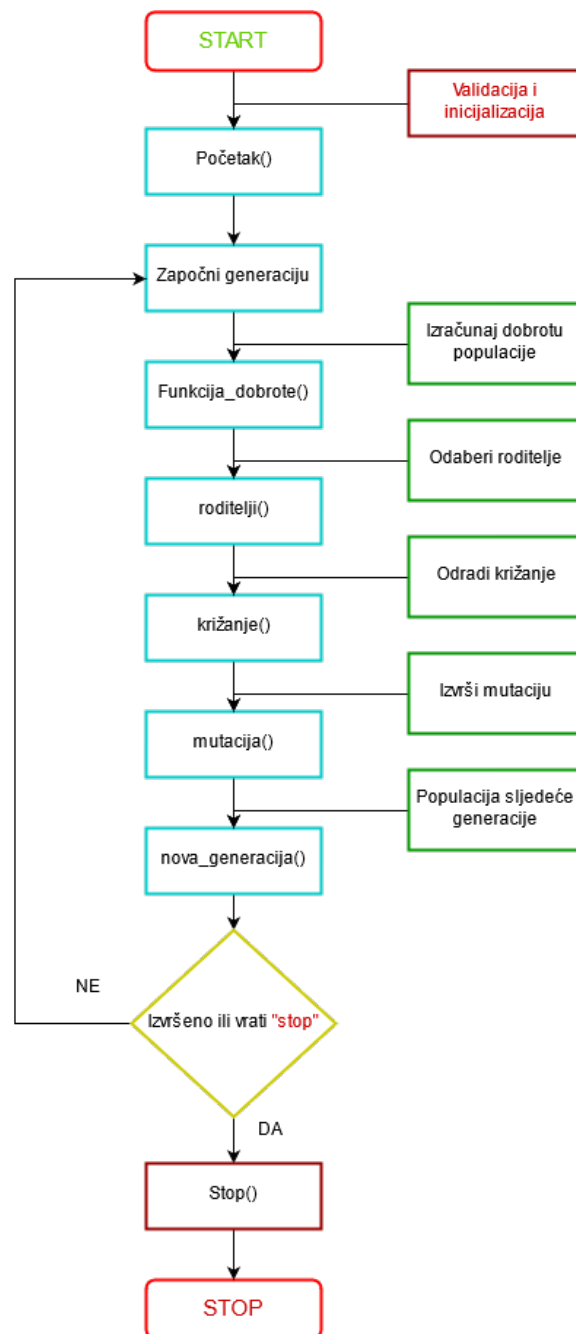 START
Validacija i
inicijalizacija
Početak()
Započni generaciju
Izračunaj dobrotu
populacije
Funkcija_dobrote()
Odaberi roditelje
roditelji()
Odradi križanje
križanje()
Izvrši mutaciju
mutacija()
Populacija sljedeće
generacije
nova_generacija()
NE
Izvršeno ili vrati "stop"
DA
Stop()
STOP